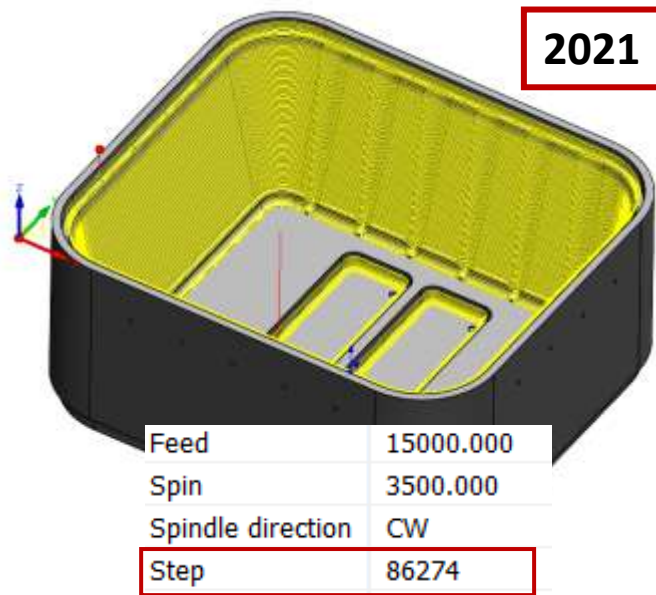 2021
z
Feed 15000.000
Spin 3500.000
Spindle direction CW
Step 86274